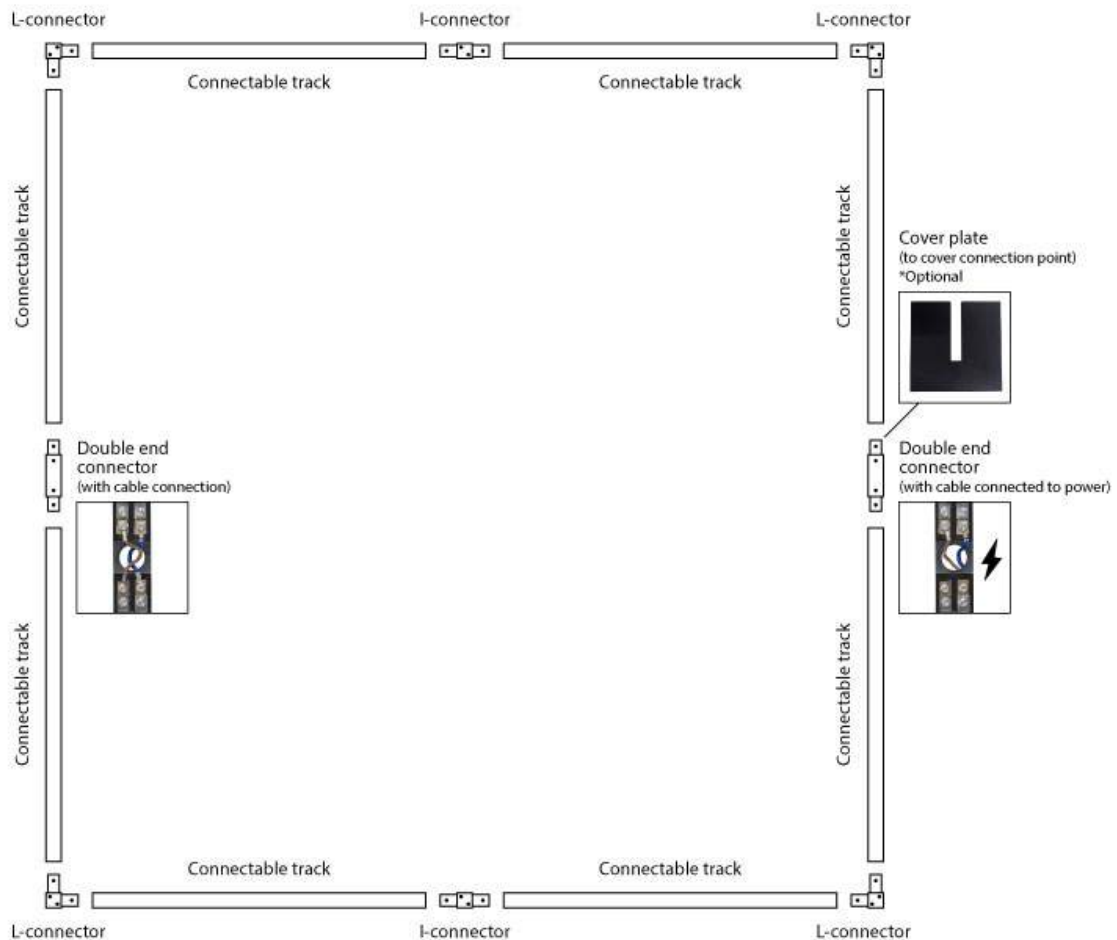 L-connector
I-connector
L-connector
Connectable track
Connectable track
Connectable track
Connectable track
Cover plate
(to cover connection point)
*Optional
Double end
connector
(with cable connection)
Double end
connector
(with cable connected to power)
Connectable track
Connectable track
Connectable track
Connectable track
L-connector
I-connector
L-connector